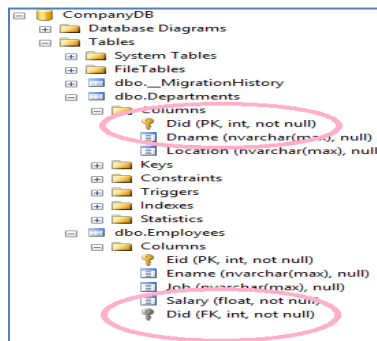 CompanyDB
Database Diagrams
Tables
System Tables
FileTables
dbo.__MigrationHistory
dbo.Departments
Columns
Did (PK, int, not null)
Dname (nvarchar(max), null)
Location (nvarchar(max), null)
Keys
Constraints
Triggers
Indexes
Statistics
dbo.Employees
Columns
Eid (PK, int, not null)
Ename (nvarchar(max), null)
Job (nvarchar(max), null)
Salary (float, not null)
Did (FK, int, not null)